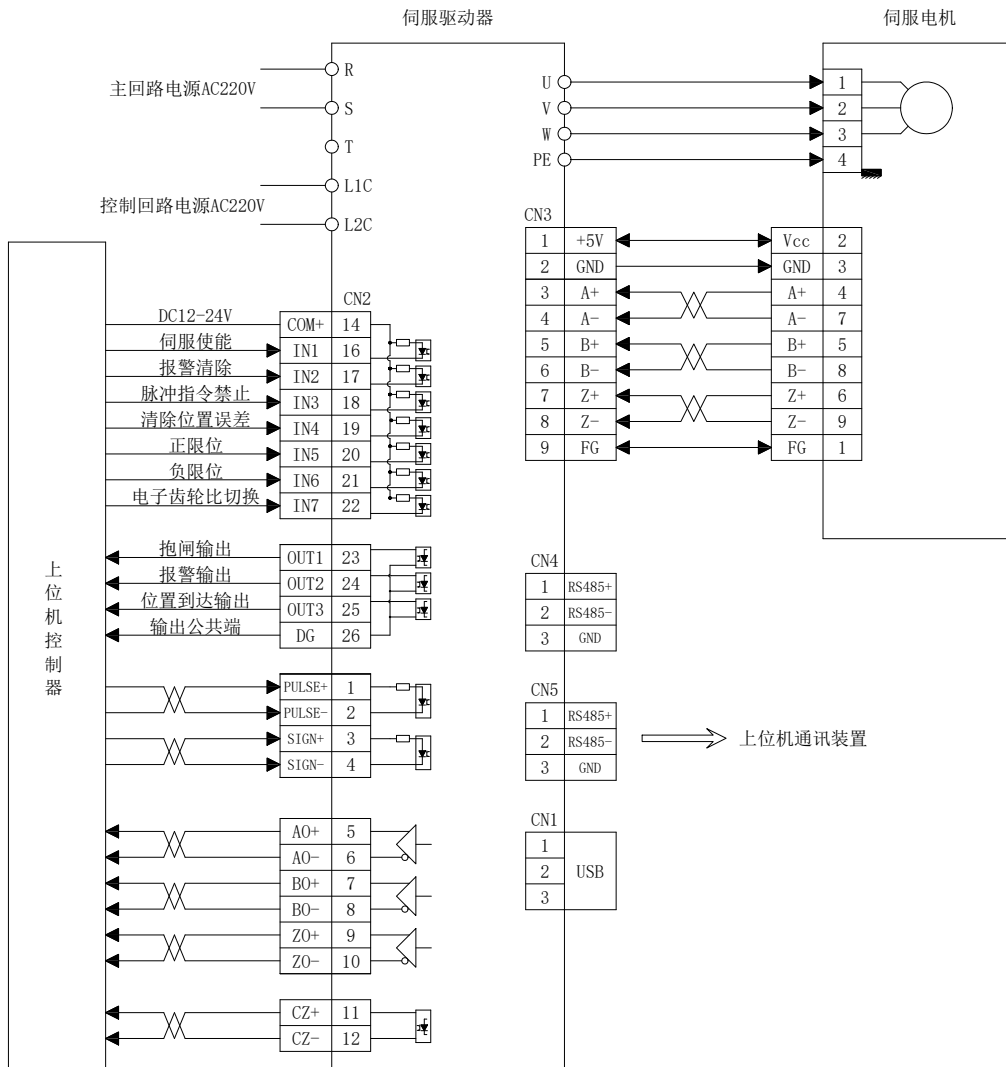 伺服驱动器
伺服电机
主回路电源AC220V
R
S
T
控制回路电源AC220V
L1C
L2C
U
V
W
PE
1
2
3
4
CN3
1 +5V
2 GND
3 A+
4 A-
5 B+
6 B-
7 Z+
8 Z-
9 FG
Vcc 2
GND 3
A+ 4
A- 7
B+ 5
B- 8
Z+ 6
Z- 9
FG 1
上位机控制器
CN2
DC12-24V COM+ 14
伺服使能 IN1 16
报警清除 IN2 17
脉冲指令禁止 IN3 18
清除位置误差 IN4 19
正限位 IN5 20
负限位 IN6 21
电子齿轮比切换 IN7 22
抱闸输出 OUT1 23
报警输出 OUT2 24
位置到达输出 OUT3 25
输出公共端 DG 26
PULSE+ 1
PULSE- 2
SIGN+ 3
SIGN- 4
AO+ 5
AO- 6
BO+ 7
BO- 8
ZO+ 9
ZO- 10
CZ+ 11
CZ- 12
CN4
1 RS485+
2 RS485-
3 GND
CN5
1 RS485+
2 RS485-
3 GND
上位机通讯装置
CN1
1
2
3
USB